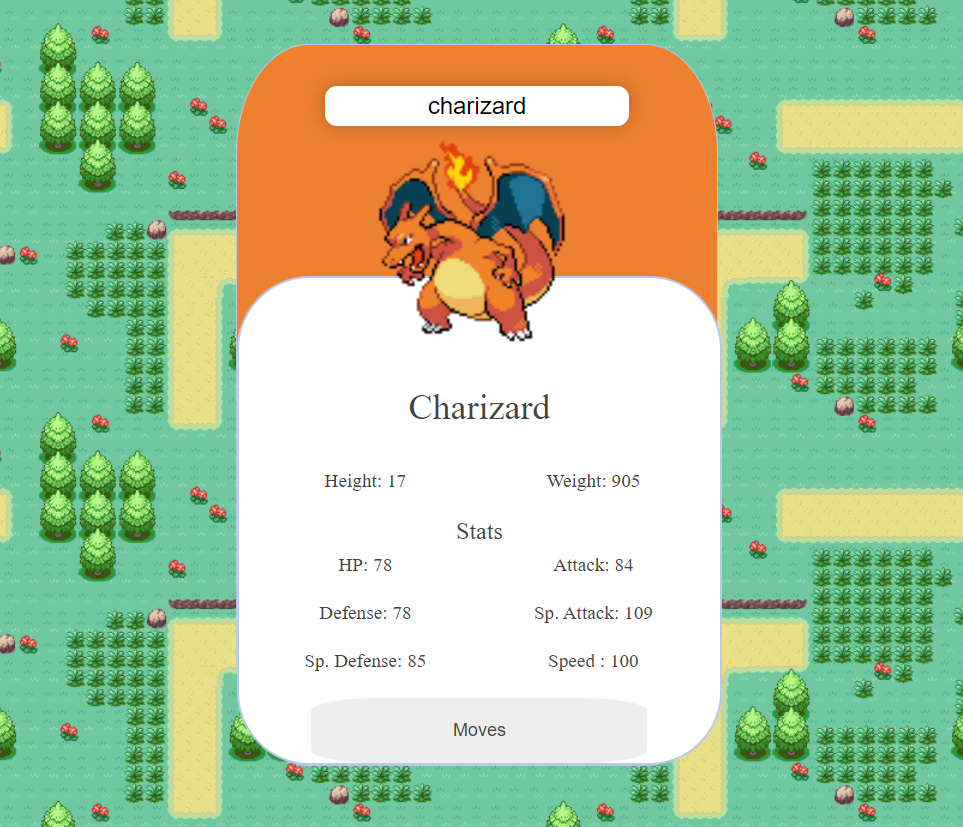 charizard
Charizard
Height: 17 Weight: 905
Stats
HP: 78 Attack: 84
Defense: 78 Sp. Attack: 109
Sp. Defense: 85 Speed : 100
Moves